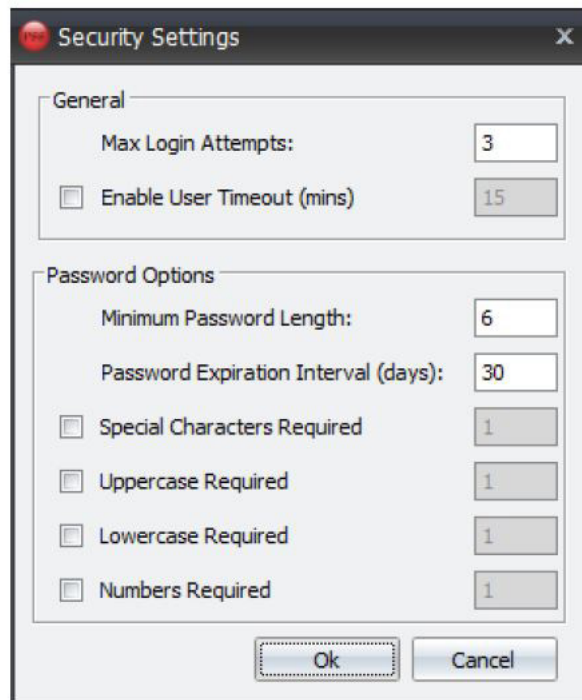 Security Settings
General
Max Login Attempts: 3
Enable User Timeout (mins) 15
Password Options
Minimum Password Length: 6
Password Expiration Interval (days): 30
Special Characters Required 1
Uppercase Required 1
Lowercase Required 1
Numbers Required 1
Ok Cancel